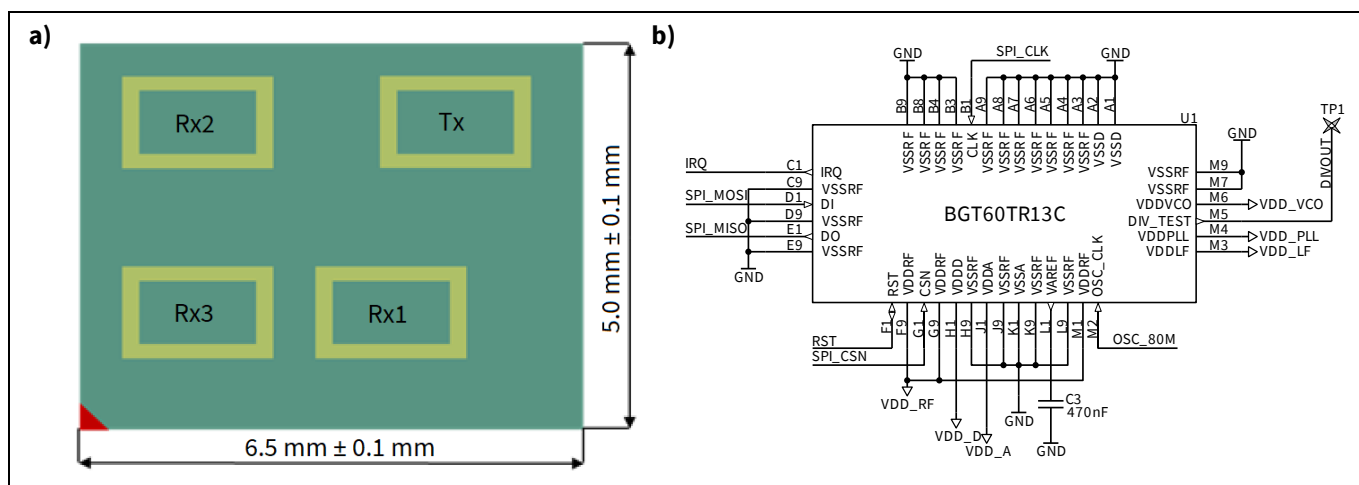 a)
Rx2
Tx
Rx3
Rx1
5.0 mm ± 0.1 mm
6.5 mm ± 0.1 mm
b)
GND
SPI_CLK
GND
B9
B8
B4
B3
B1
A9
A8
A7
A6
A5
A4
A3
A2
A1
U1
TP1
VSSRF
VSSRF
VSSRF
VSSRF
CLK
VSSRF
VSSRF
VSSRF
VSSRF
VSSRF
VSSRF
VSSRF
VSSD
VSSD
IRQ
C1
IRQ
C9
VSSRF
SPI_MOSI
D1
DI
D9
VSSRF
SPI_MISO
E1
DO
E9
VSSRF
GND
BGT60TR13C
GND
VSSRF
M9
VSSRF
M7
VDDVCO
M6
VDD_VCO
DIV_TEST
M5
DIVOUT
VDDPLL
M4
VDD_PLL
VDDLF
M3
VDD_LF
RST
VDDRF
CSN
VDDRF
VDDD
VSSRF
VDDA
VSSRF
VSSA
VSSRF
VAREF
VSSRF
VDDRF
OSC_CLK
F1
F9
G1
G9
H1
H9
J1
J9
K1
K9
L1
L9
M1
M2
RST
SPI_CSN
OSC_80M
VDD_RF
VDD_D
VDD_A
GND
C3
470nF
GND